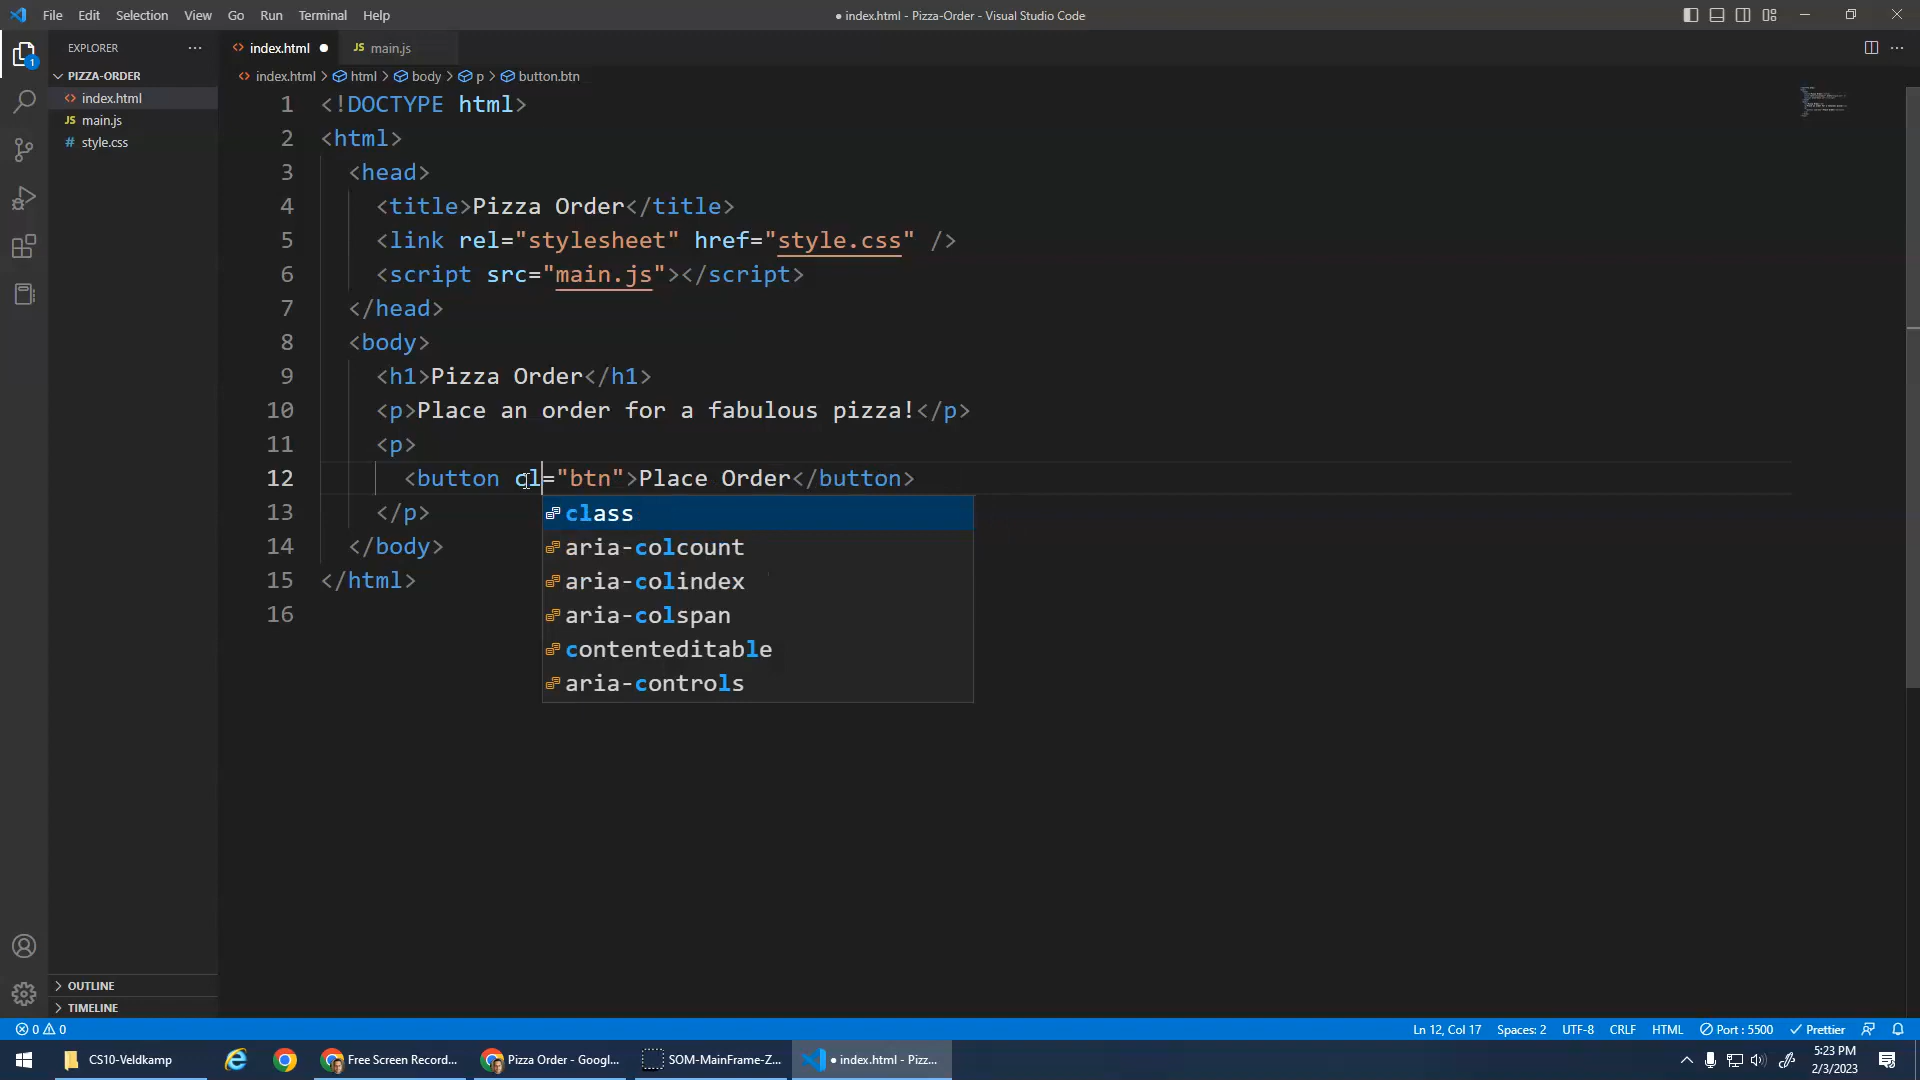 File Edit Selection View Go Run Terminal Help
● index.html - Pizza-Order - Visual Studio Code
EXPLORER
index.html
JS main.js
PIZZA-ORDER
index.html > html > body > p > button.btn
index.html
JS main.js
# style.css
1
1 <!DOCTYPE html>
2 <html>
3 <head>
4 <title>Pizza Order</title>
5 <link rel="stylesheet" href="style.css" />
6 <script src="main.js"></script>
7 </head>
8 <body>
9 <h1>Pizza Order</h1>
10 <p>Place an order for a fabulous pizza!</p>
11 <p>
12 <button cl="btn">Place Order</button>
13 </p>
14 </body>
15 </html>
16
class
aria-colcount
aria-colindex
aria-colspan
contenteditable
aria-controls
OUTLINE
TIMELINE
0 0
Ln 12, Col 17 Spaces: 2 UTF-8 CRLF HTML Port : 5500 Prettier
CS10-Veldkamp
Free Screen Record...
Pizza Order - Googl...
SOM-MainFrame-Z...
● index.html - Pizz...
5:23 PM
2/3/2023